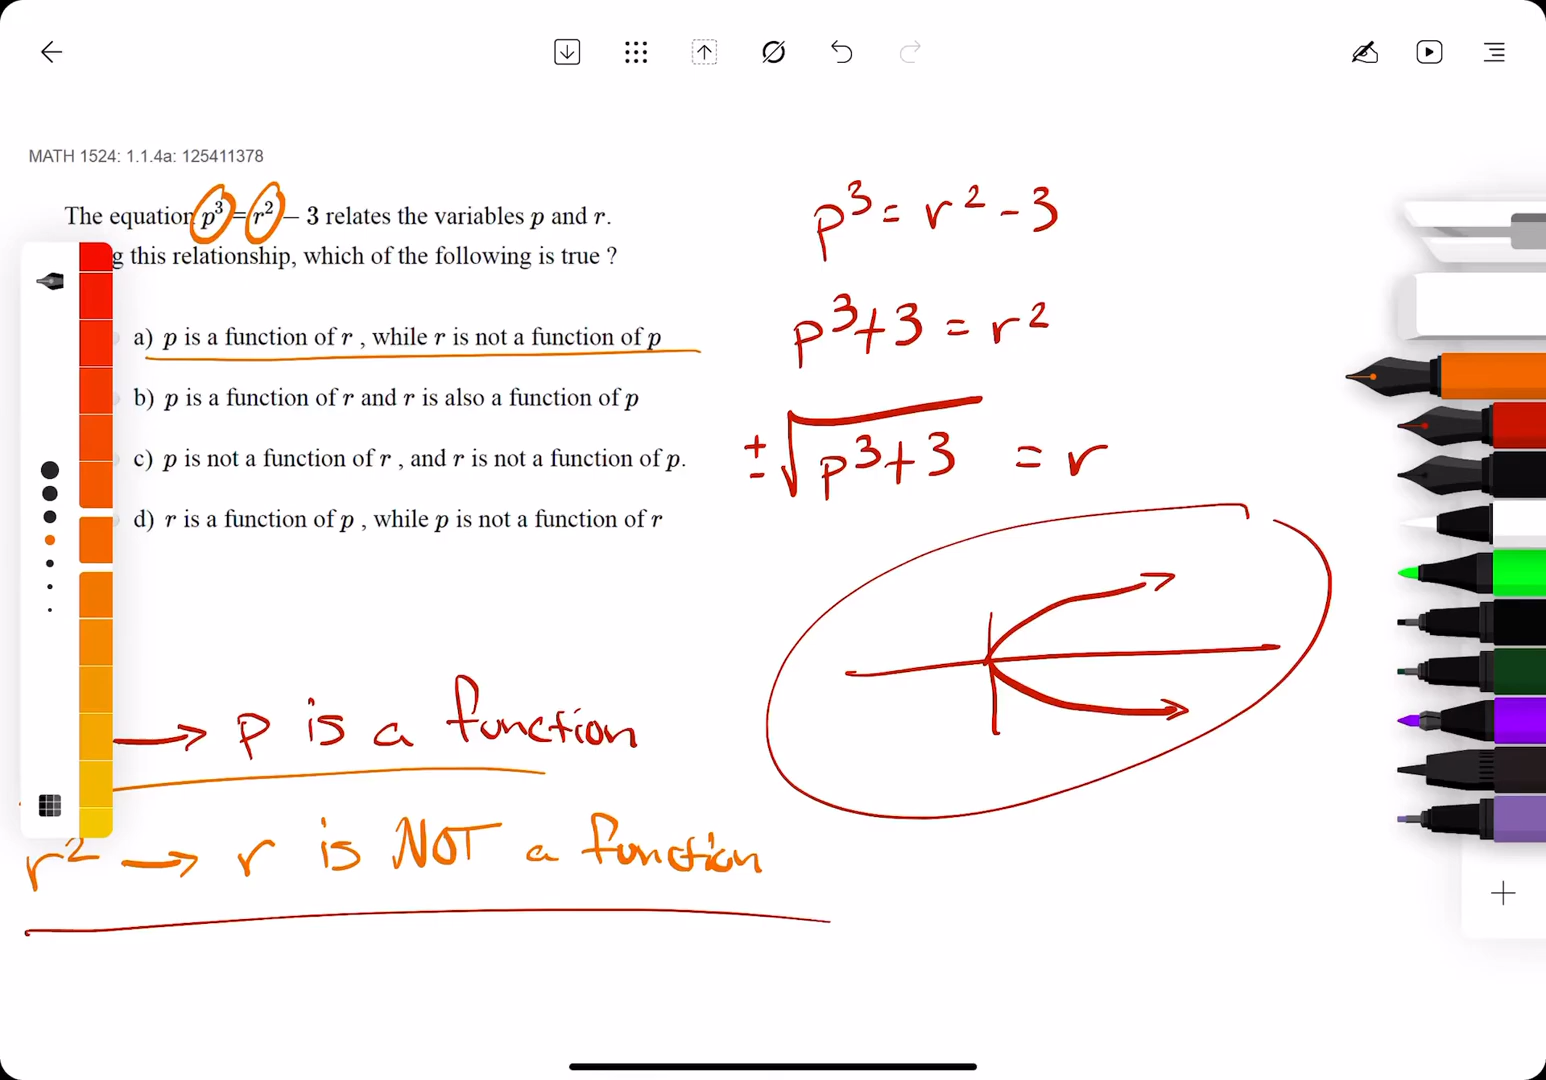 MATH 1524: 1.1.4a: 125411378
The equation p³ = r² – 3 relates the variables p and r.
g this relationship, which of the following is true ?
a) p is a function of r , while r is not a function of p
b) p is a function of r and r is also a function of p
c) p is not a function of r , and r is not a function of p.
d) r is a function of p , while p is not a function of r
p³ = r² - 3
p³+3 = r²
±√(p³+3) = r
→ p is a function
r² → r is NOT a function